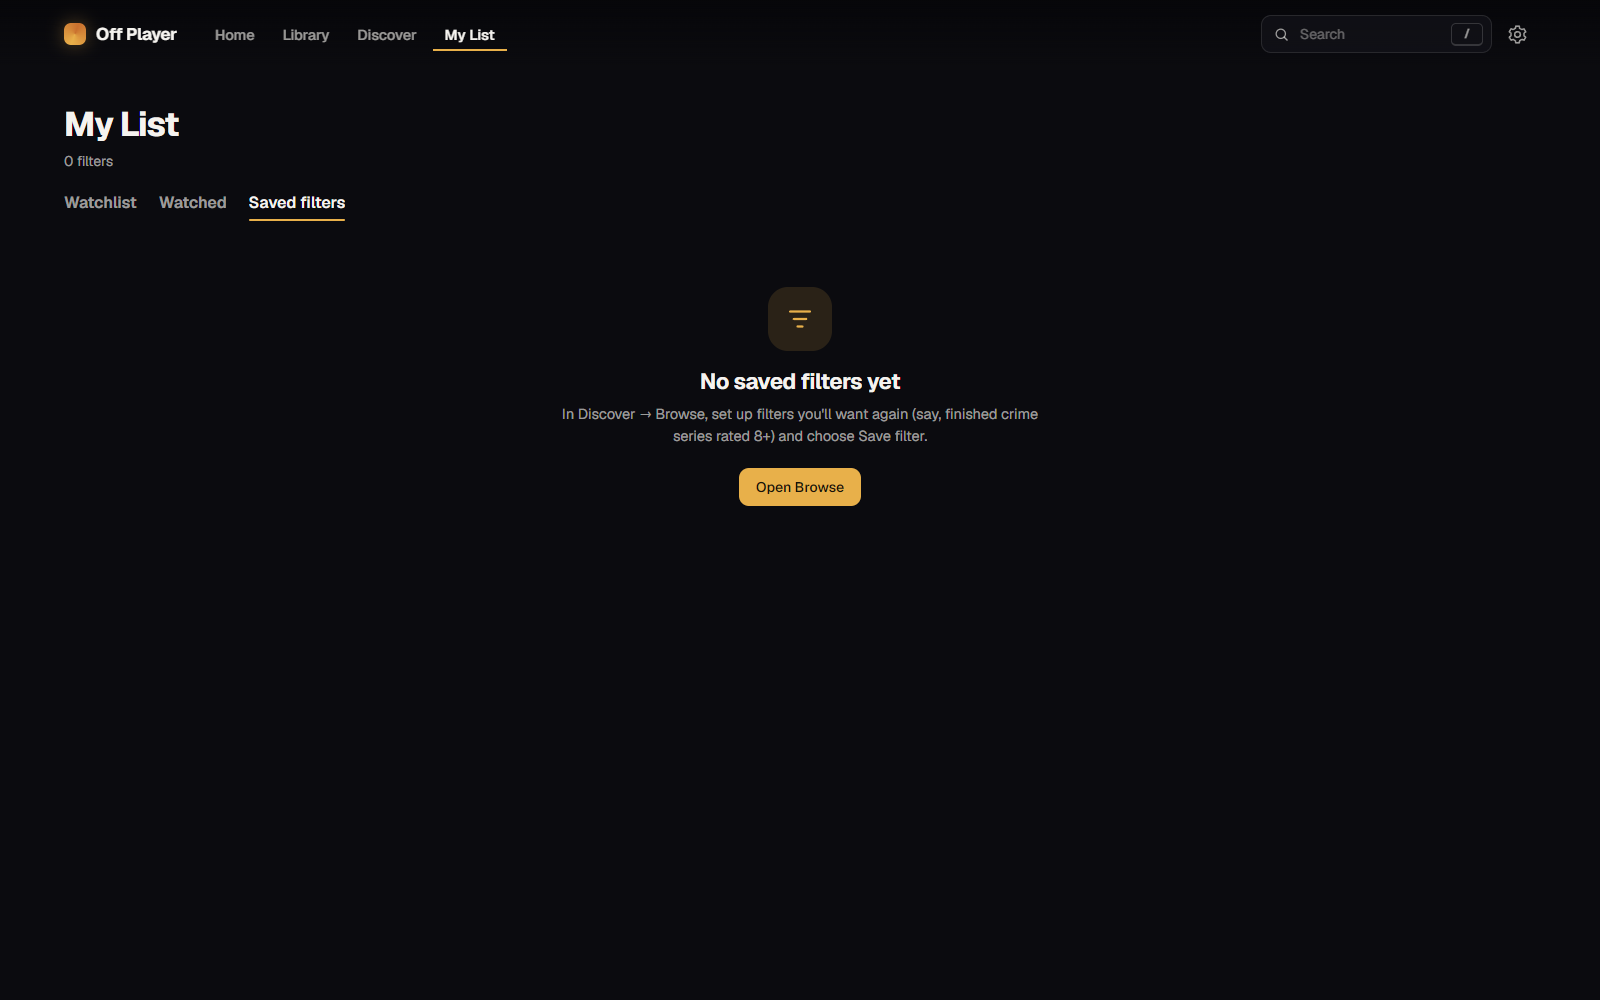 Off Player
Home
Library
Discover
My List
Search
/
My List
0 filters
Watchlist
Watched
Saved filters
No saved filters yet
In Discover → Browse, set up filters you'll want again (say, finished crime
series rated 8+) and choose Save filter.
Open Browse